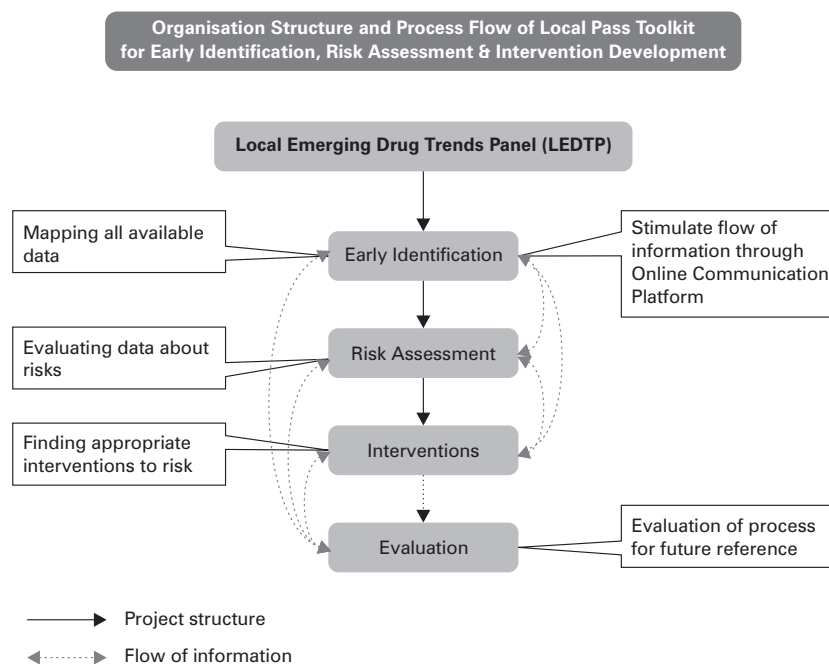 Organisation Structure and Process Flow of Local Pass Toolkit
for Early Identification, Risk Assessment & Intervention Development
Local Emerging Drug Trends Panel (LEDTP)
Mapping all available
data
Early Identification
Stimulate flow of
information through
Online Communication
Platform
Evaluating data about
risks
Risk Assessment
Finding appropriate
interventions to risk
Interventions
Evaluation
Evaluation of process
for future reference
Project structure
Flow of information